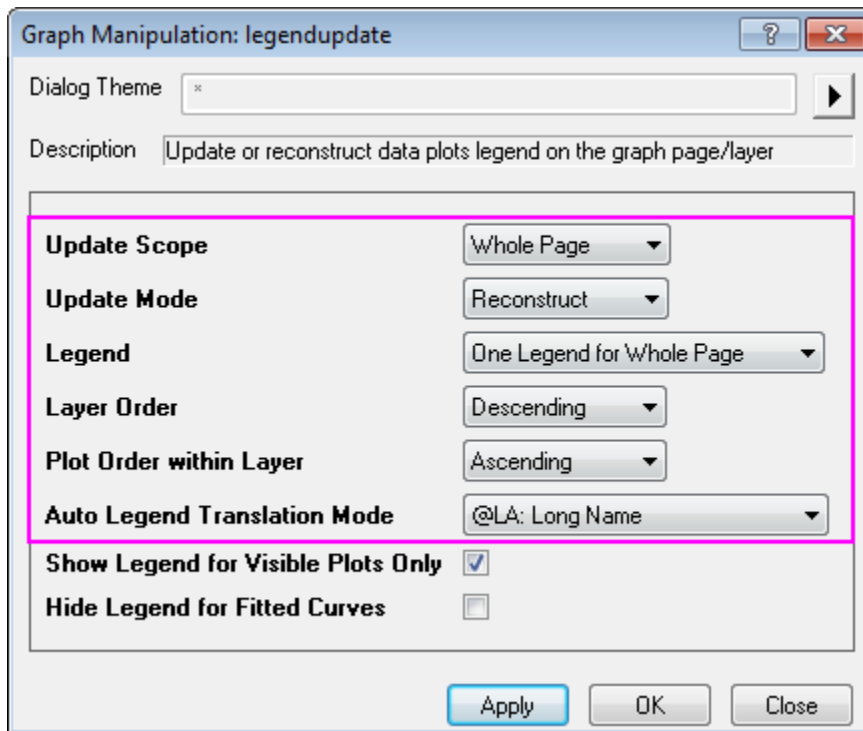 Graph Manipulation: legendupdate
Dialog Theme *
Description Update or reconstruct data plots legend on the graph page/layer
Update Scope Whole Page
Update Mode Reconstruct
Legend One Legend for Whole Page
Layer Order Descending
Plot Order within Layer Ascending
Auto Legend Translation Mode @LA: Long Name
Show Legend for Visible Plots Only
Hide Legend for Fitted Curves
Apply OK Close